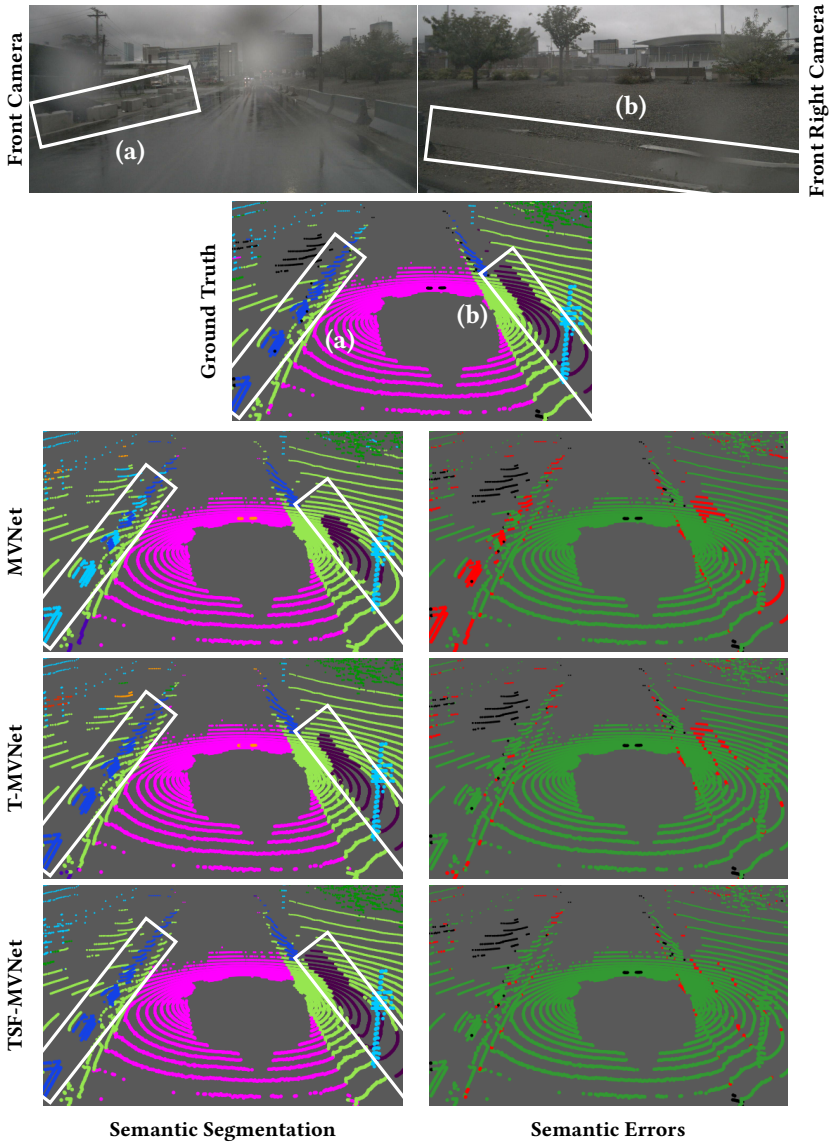 Front Camera
(a)
(b)
Front Right Camera
Ground Truth
(a)
(b)
MVNet
T-MVNet
TSF-MVNet
Semantic Segmentation
Semantic Errors